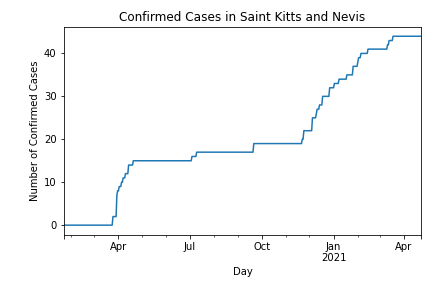 Confirmed Cases in Saint Kitts and Nevis
Number of Confirmed Cases
40
30
20
10
0
Apr Jul Oct Jan Apr
2021
Day